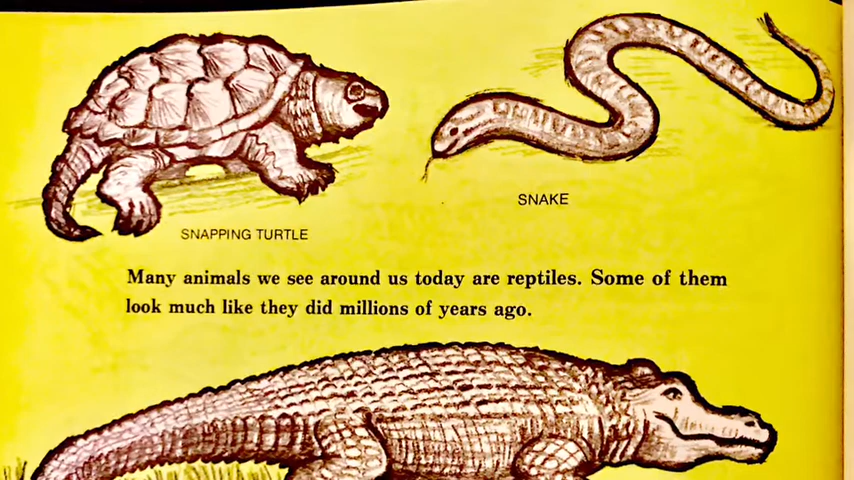 SNAKE
SNAPPING TURTLE
Many animals we see around us today are reptiles. Some of them
look much like they did millions of years ago.